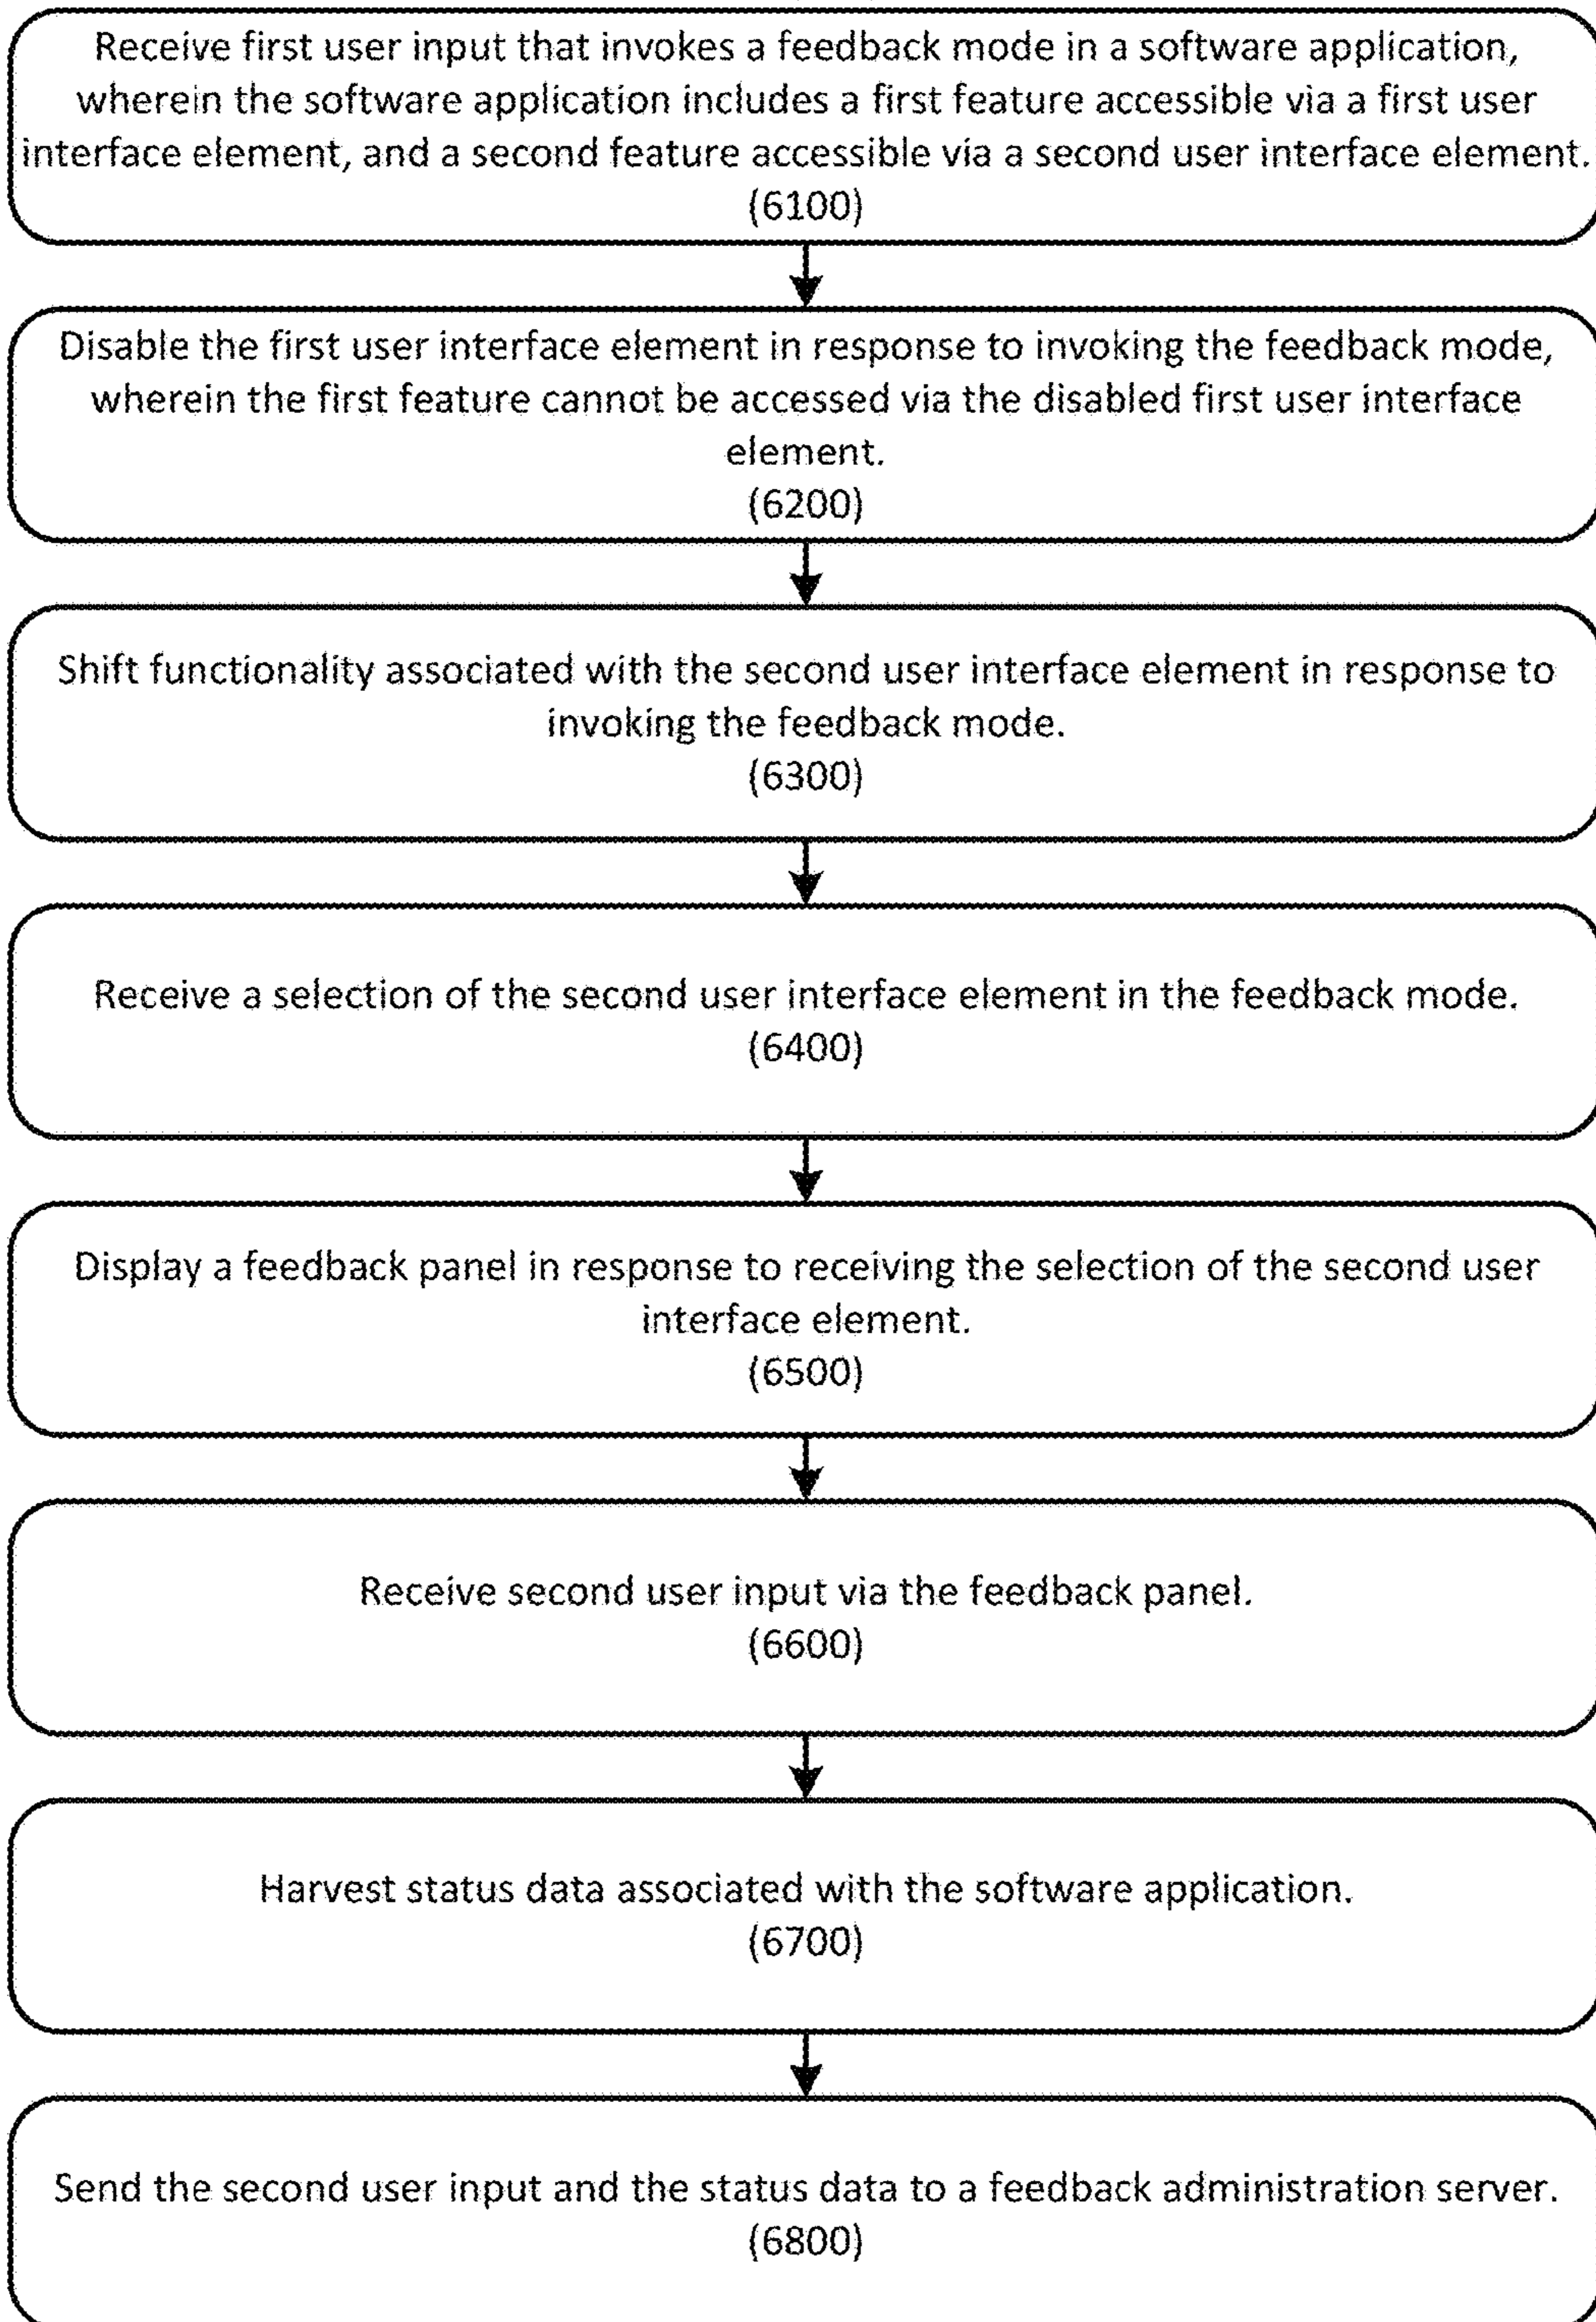 Receive first user input that invokes a feedback mode in a software application,
wherein the software application includes a first feature accessible via a first user
interface element, and a second feature accessible via a second user interface element.
(6100)
Disable the first user interface element in response to invoking the feedback mode,
wherein the first feature cannot be accessed via the disabled first user interface
element.
(6200)
Shift functionality associated with the second user interface element in response to
invoking the feedback mode.
(6300)
Receive a selection of the second user interface element in the feedback mode.
(6400)
Display a feedback panel in response to receiving the selection of the second user
interface element.
(6500)
Receive second user input via the feedback panel.
(6600)
Harvest status data associated with the software application.
(6700)
Send the second user input and the status data to a feedback administration server.
(6800)